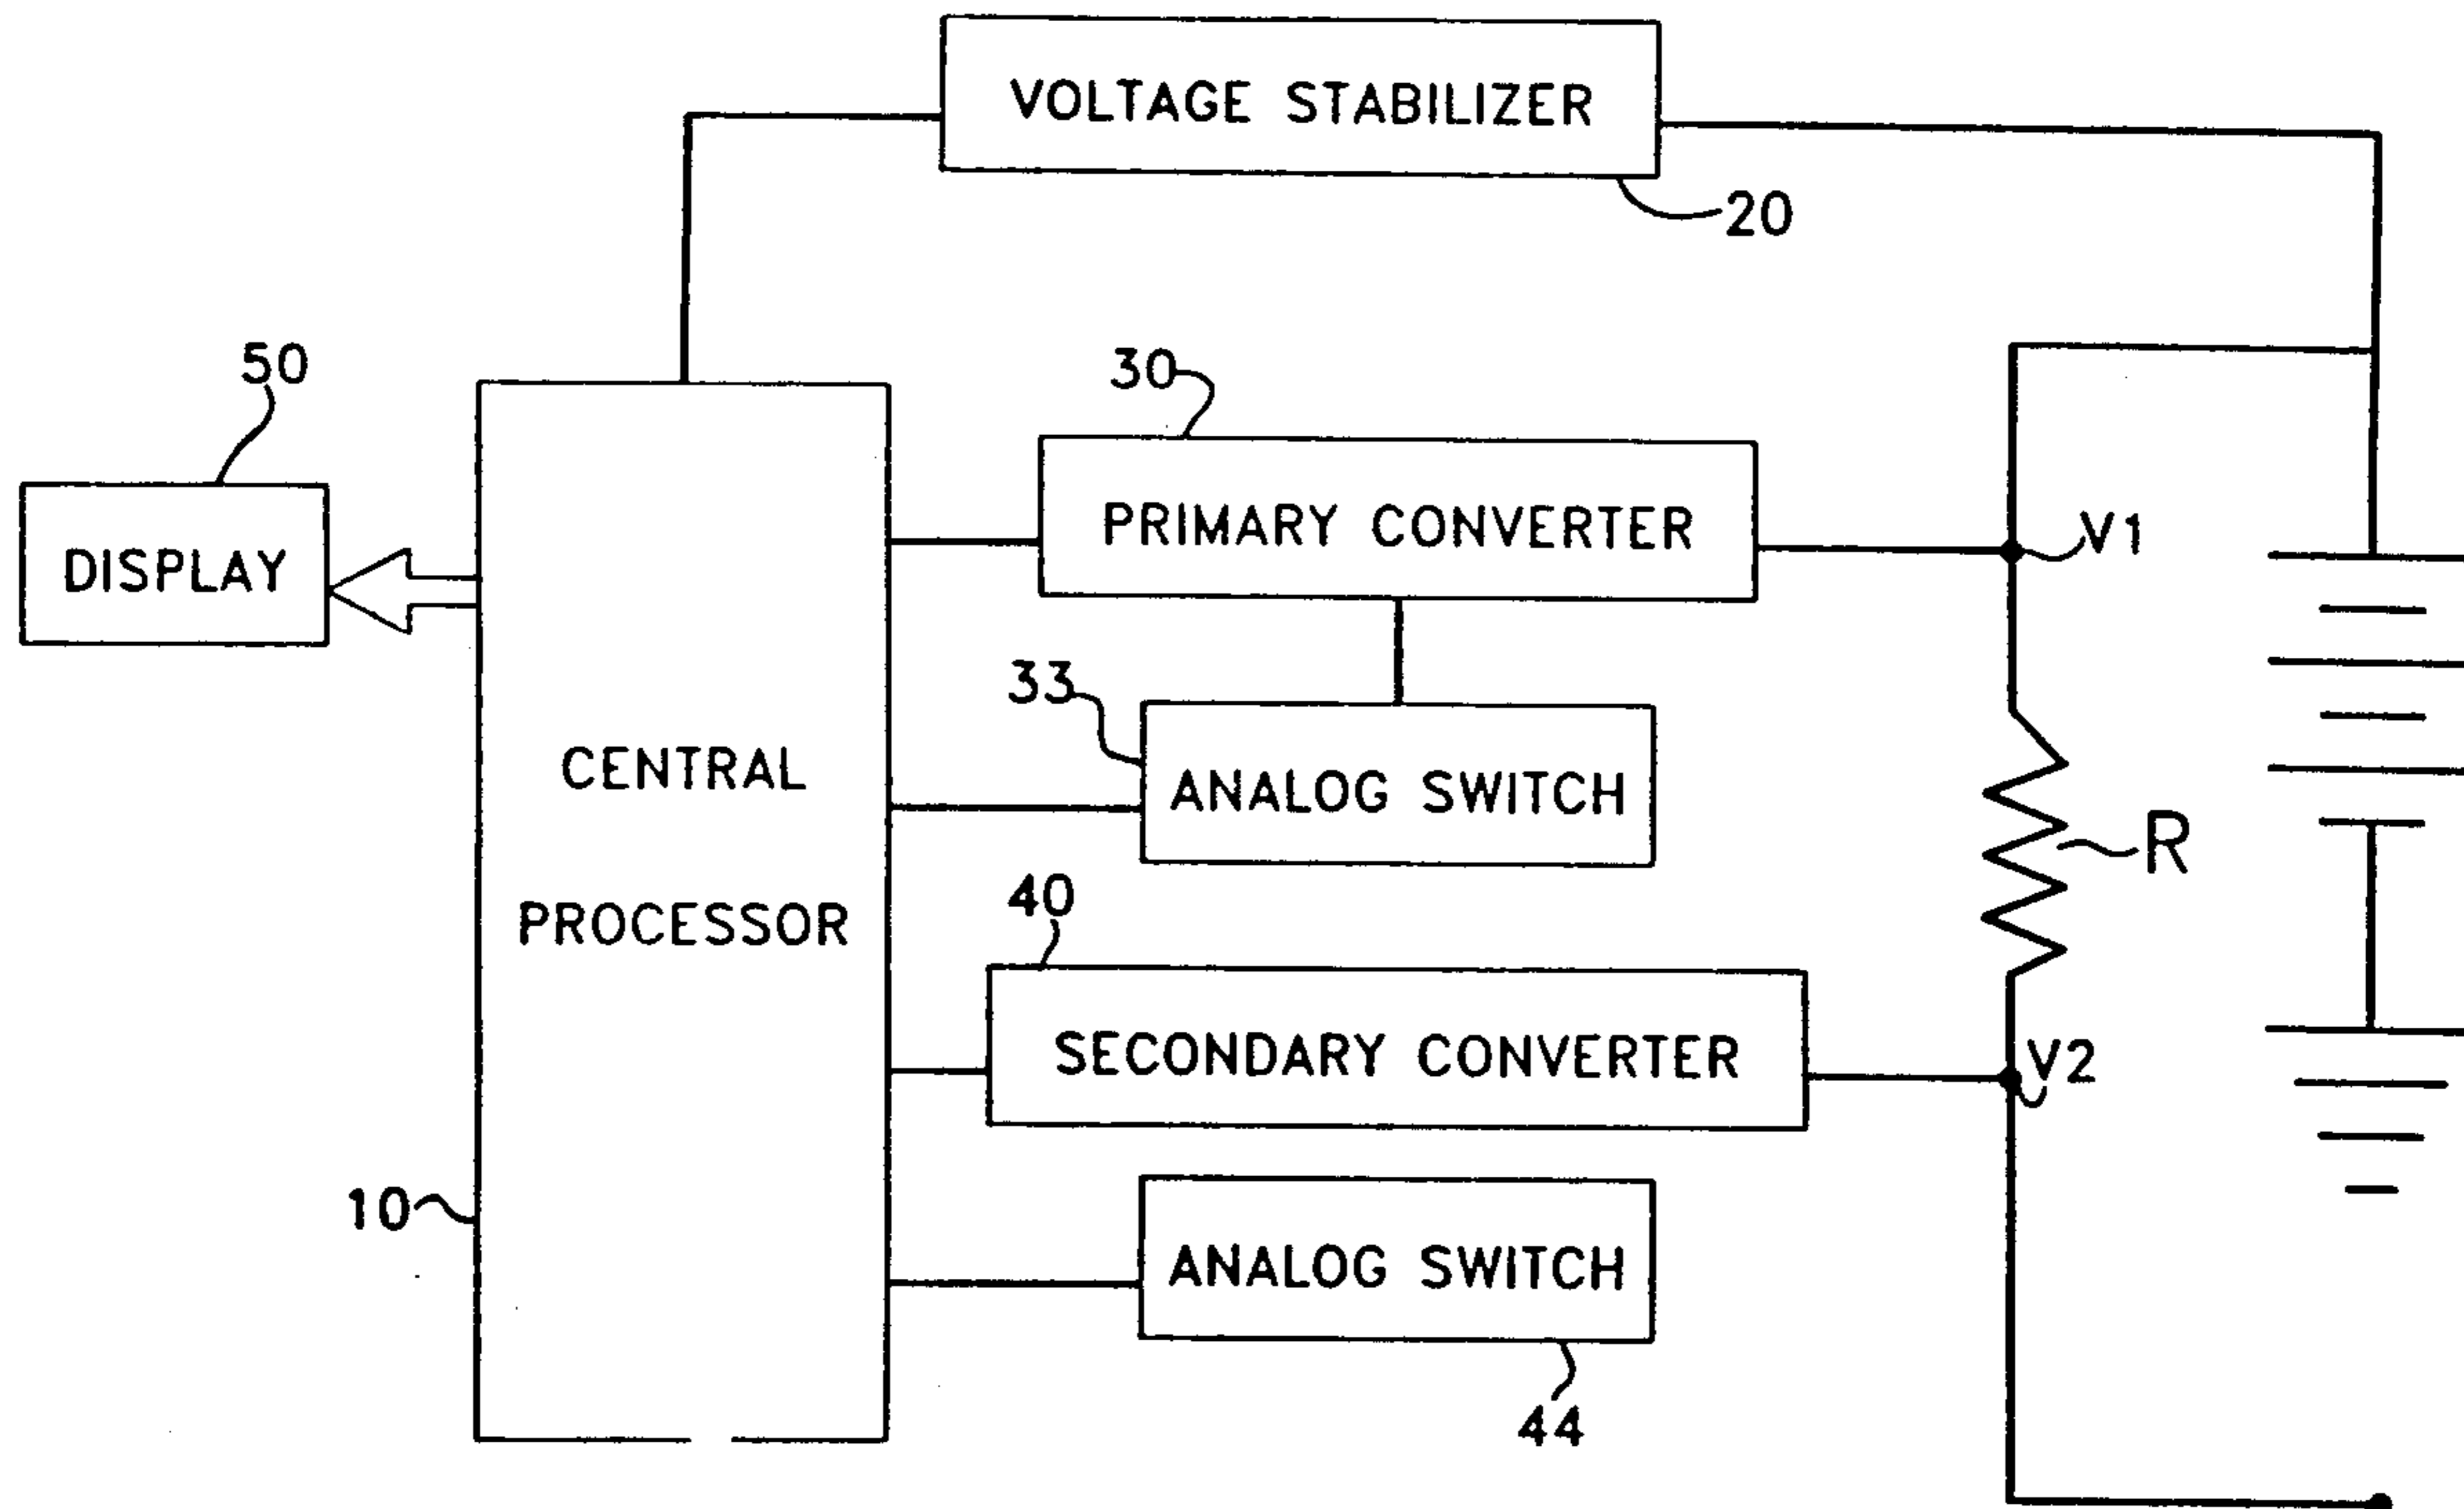 VOLTAGE STABILIZER
20
50
30
DISPLAY
PRIMARY CONVERTER
V1
33
ANALOG SWITCH
CENTRAL
PROCESSOR
R
40
SECONDARY CONVERTER
V2
10
ANALOG SWITCH
44